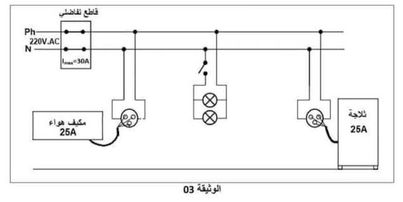 قاطع تفاضلي
Ph
220V.AC
N
Imax=30A
مكيف هواء
25A
ثلاجة
25A
الوثيقة 03